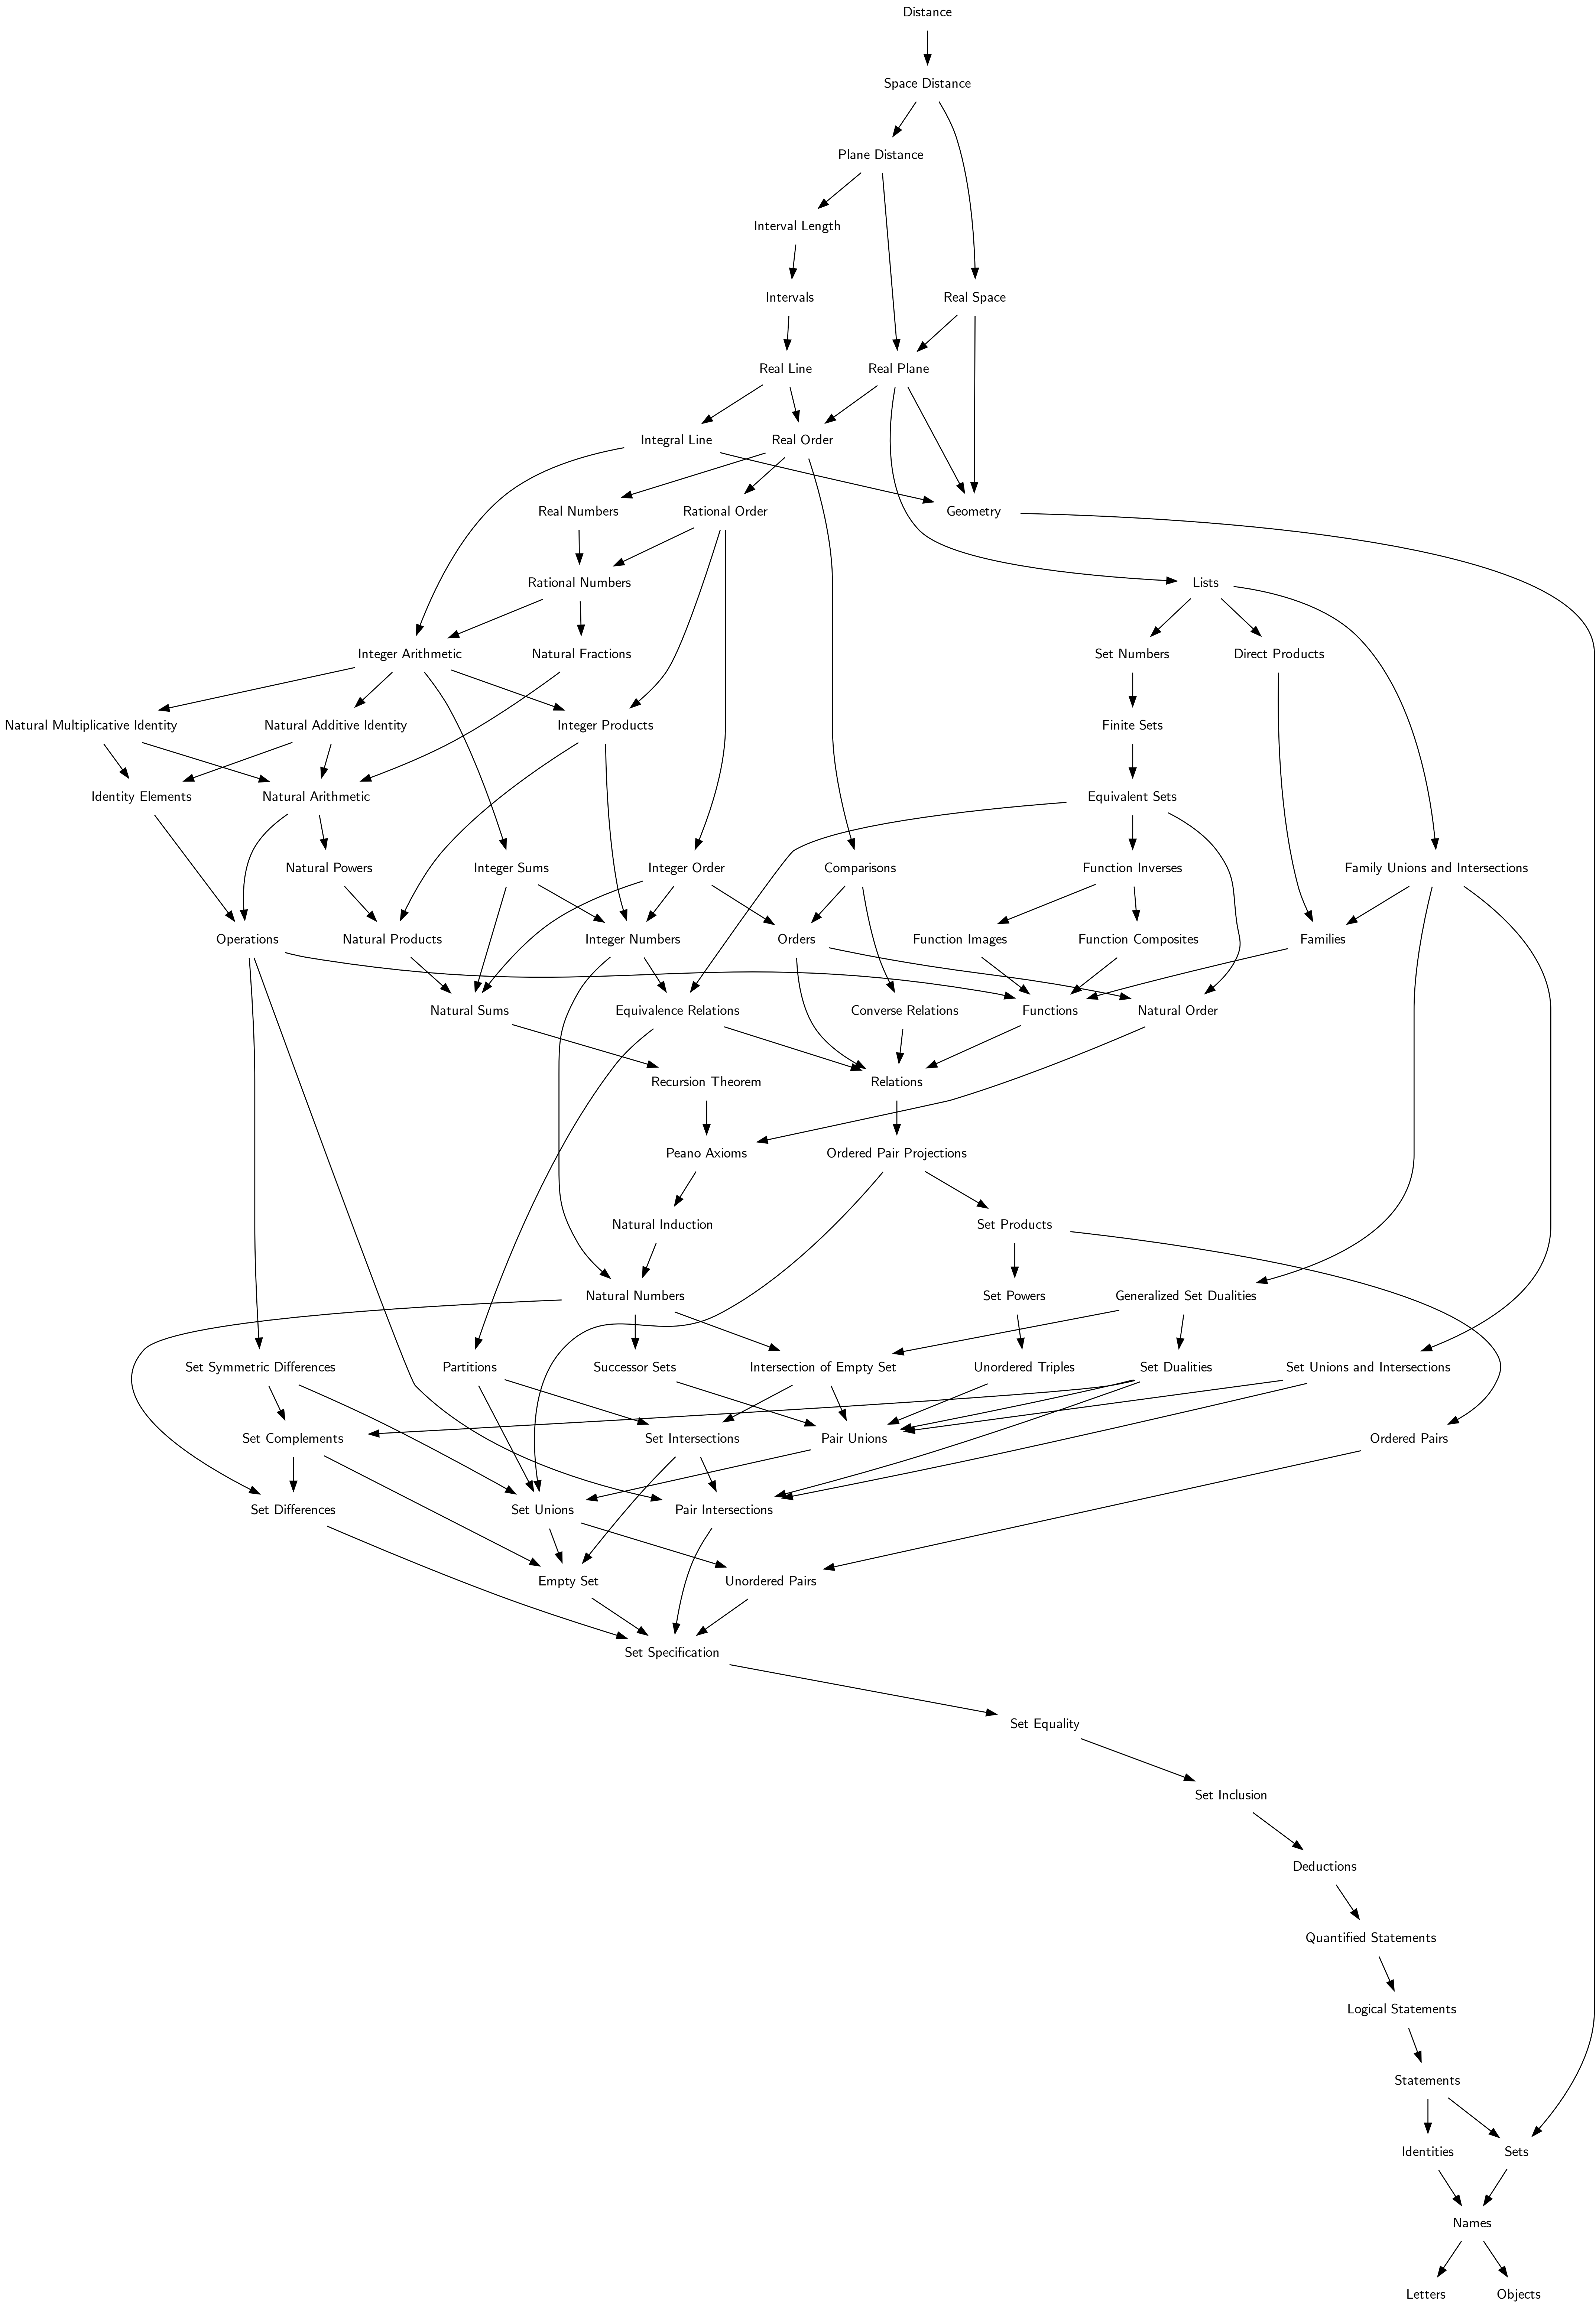 Distance
Space Distance
Plane Distance
Interval Length
Intervals
Real Space
Real Line
Real Plane
Integral Line
Real Order
Real Numbers
Rational Order
Geometry
Rational Numbers
Lists
Integer Arithmetic
Natural Fractions
Set Numbers
Direct Products
Natural Multiplicative Identity
Natural Additive Identity
Integer Products
Finite Sets
Identity Elements
Natural Arithmetic
Equivalent Sets
Natural Powers
Integer Sums
Integer Order
Comparisons
Function Inverses
Family Unions and Intersections
Operations
Natural Products
Integer Numbers
Orders
Function Images
Function Composites
Families
Natural Sums
Equivalence Relations
Converse Relations
Functions
Natural Order
Recursion Theorem
Relations
Peano Axioms
Ordered Pair Projections
Natural Induction
Set Products
Natural Numbers
Set Powers
Generalized Set Dualities
Set Symmetric Differences
Partitions
Successor Sets
Intersection of Empty Set
Unordered Triples
Set Dualities
Set Unions and Intersections
Set Complements
Set Intersections
Pair Unions
Ordered Pairs
Set Differences
Set Unions
Pair Intersections
Empty Set
Unordered Pairs
Set Specification
Set Equality
Set Inclusion
Deductions
Quantified Statements
Logical Statements
Statements
Identities
Sets
Names
Letters
Objects